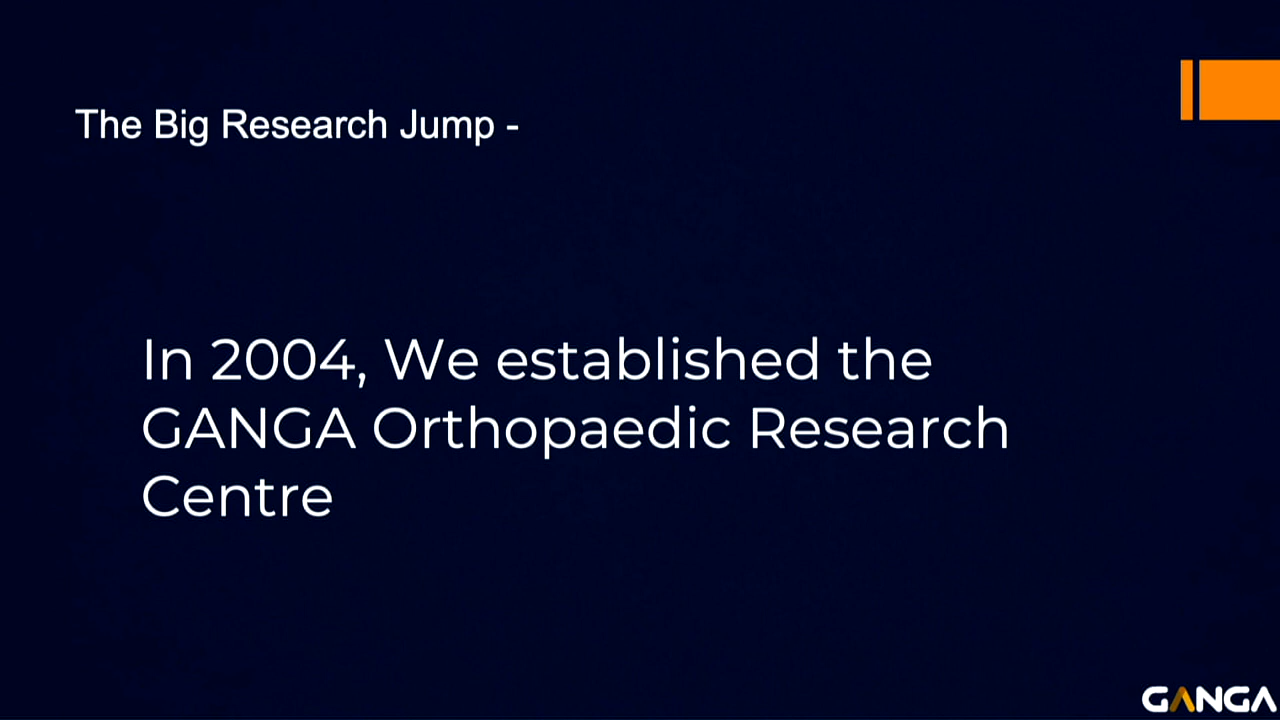 The Big Research Jump -
In 2004, We established the
GANGA Orthopaedic Research
Centre
GANGA